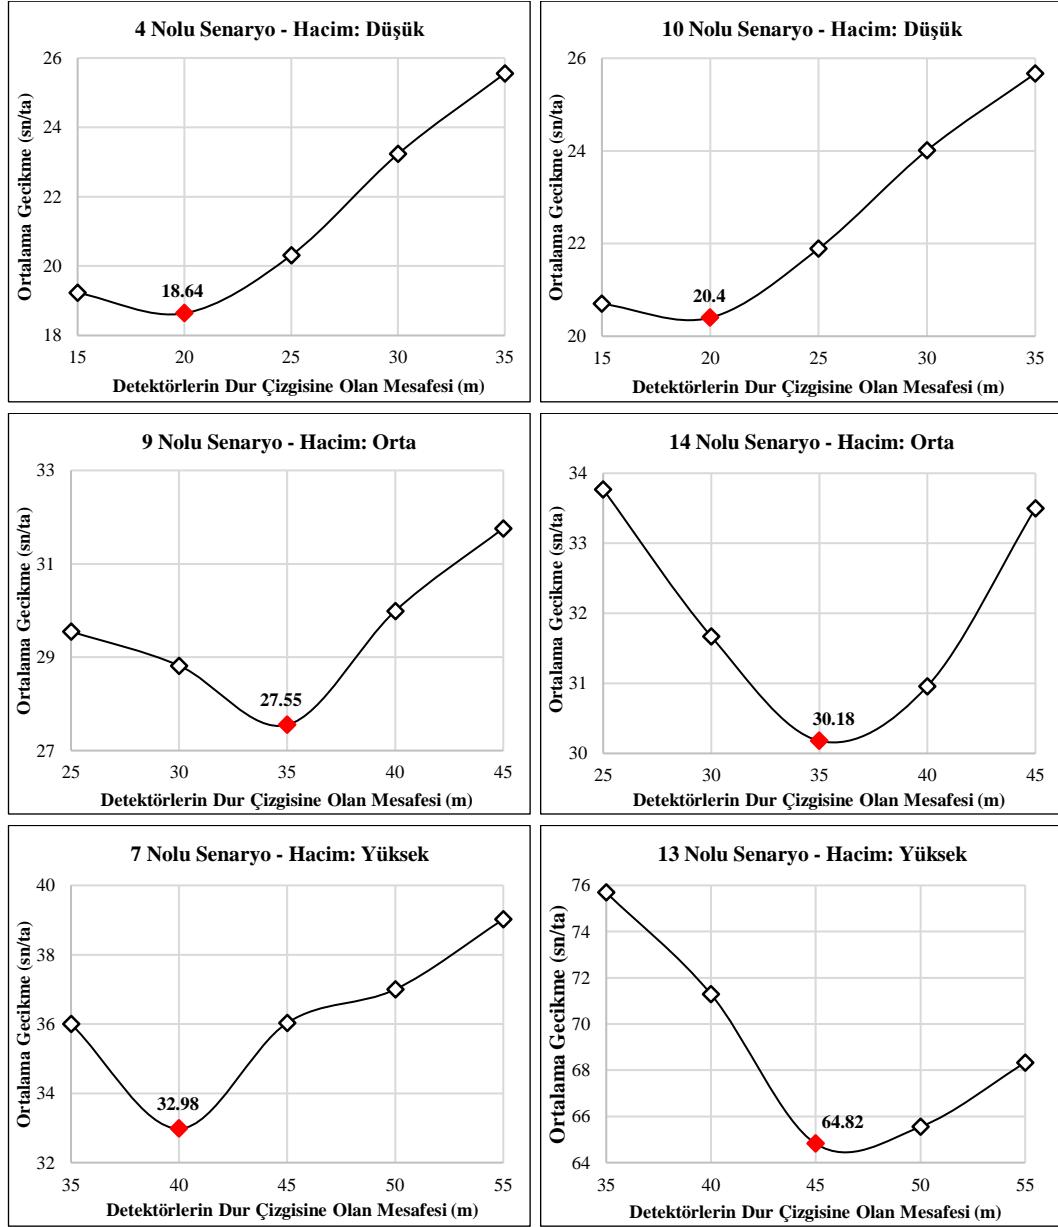 4 Nolu Senaryo - Hacim: Düşük
Ortalama Gecikme (sn/ta)
26
24
22
20
18
18.64
15 20 25 30 35
Detektörlerin Dur Çizgisine Olan Mesafesi (m)
10 Nolu Senaryo - Hacim: Düşük
Ortalama Gecikme (sn/ta)
26
24
22
20
20.4
15 20 25 30 35
Detektörlerin Dur Çizgisine Olan Mesafesi (m)
9 Nolu Senaryo - Hacim: Orta
Ortalama Gecikme (sn/ta)
33
31
29
27
27.55
25 30 35 40 45
Detektörlerin Dur Çizgisine Olan Mesafesi (m)
14 Nolu Senaryo - Hacim: Orta
Ortalama Gecikme (sn/ta)
34
33
32
31
30
30.18
25 30 35 40 45
Detektörlerin Dur Çizgisine Olan Mesafesi (m)
7 Nolu Senaryo - Hacim: Yüksek
Ortalama Gecikme (sn/ta)
40
38
36
33
32
32.98
35 40 45 50 55
Detektörlerin Dur Çizgisine Olan Mesafesi (m)
13 Nolu Senaryo - Hacim: Yüksek
Ortalama Gecikme (sn/ta)
76
74
72
70
68
66
64
64.82
35 40 45 50 55
Detektörlerin Dur Çizgisine Olan Mesafesi (m)